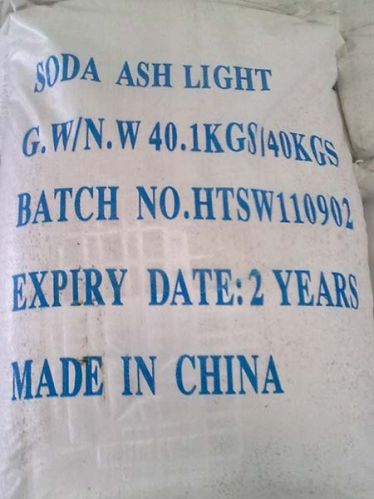 SODA ASH LIGHT
G.W/N.W 40.1KGS/40KGS
BATCH NO.HTSW110902
EXPIRY DATE: 2 YEARS
MADE IN CHINA